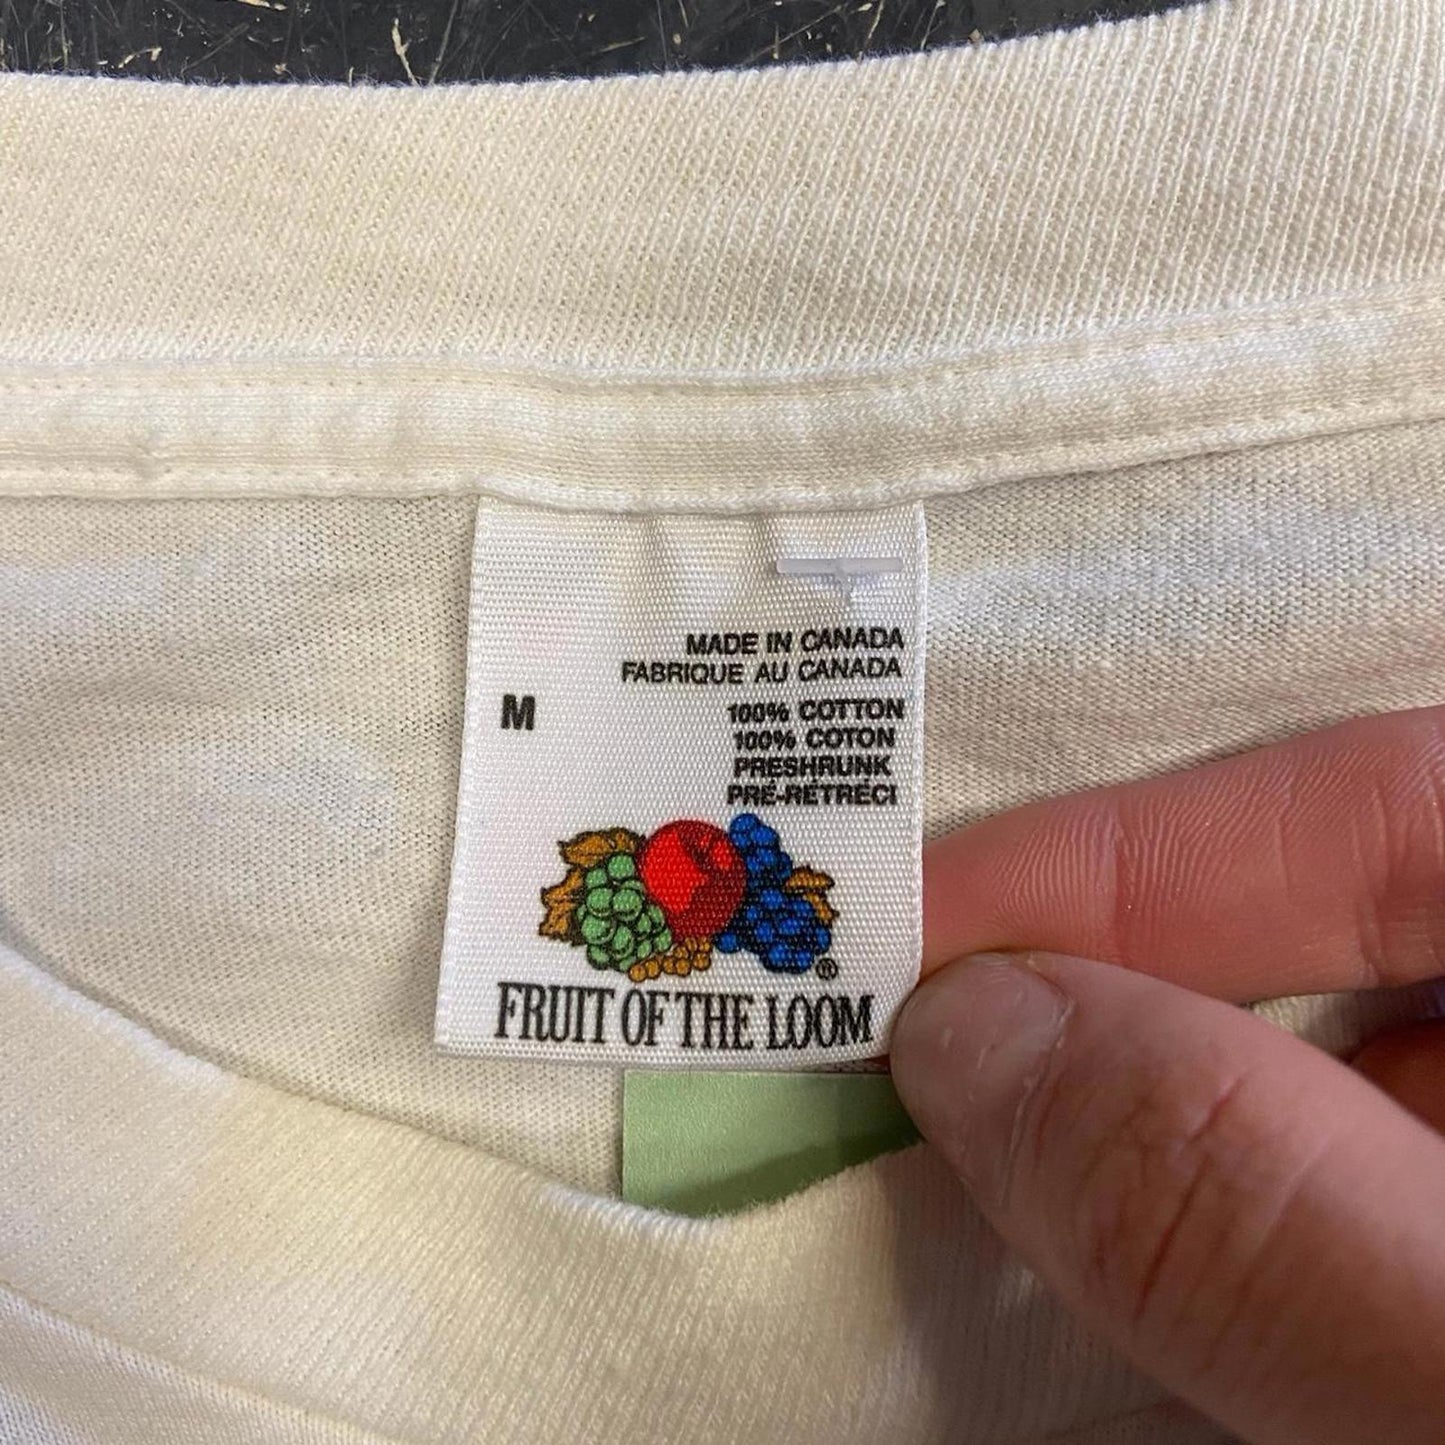 MADE IN CANADA
FABRIQUE AU CANADA
M
100% COTTON
100% COTON
PRESHRUNK
PRÉ-RÉTRÉCI
®
FRUIT OF THE LOOM